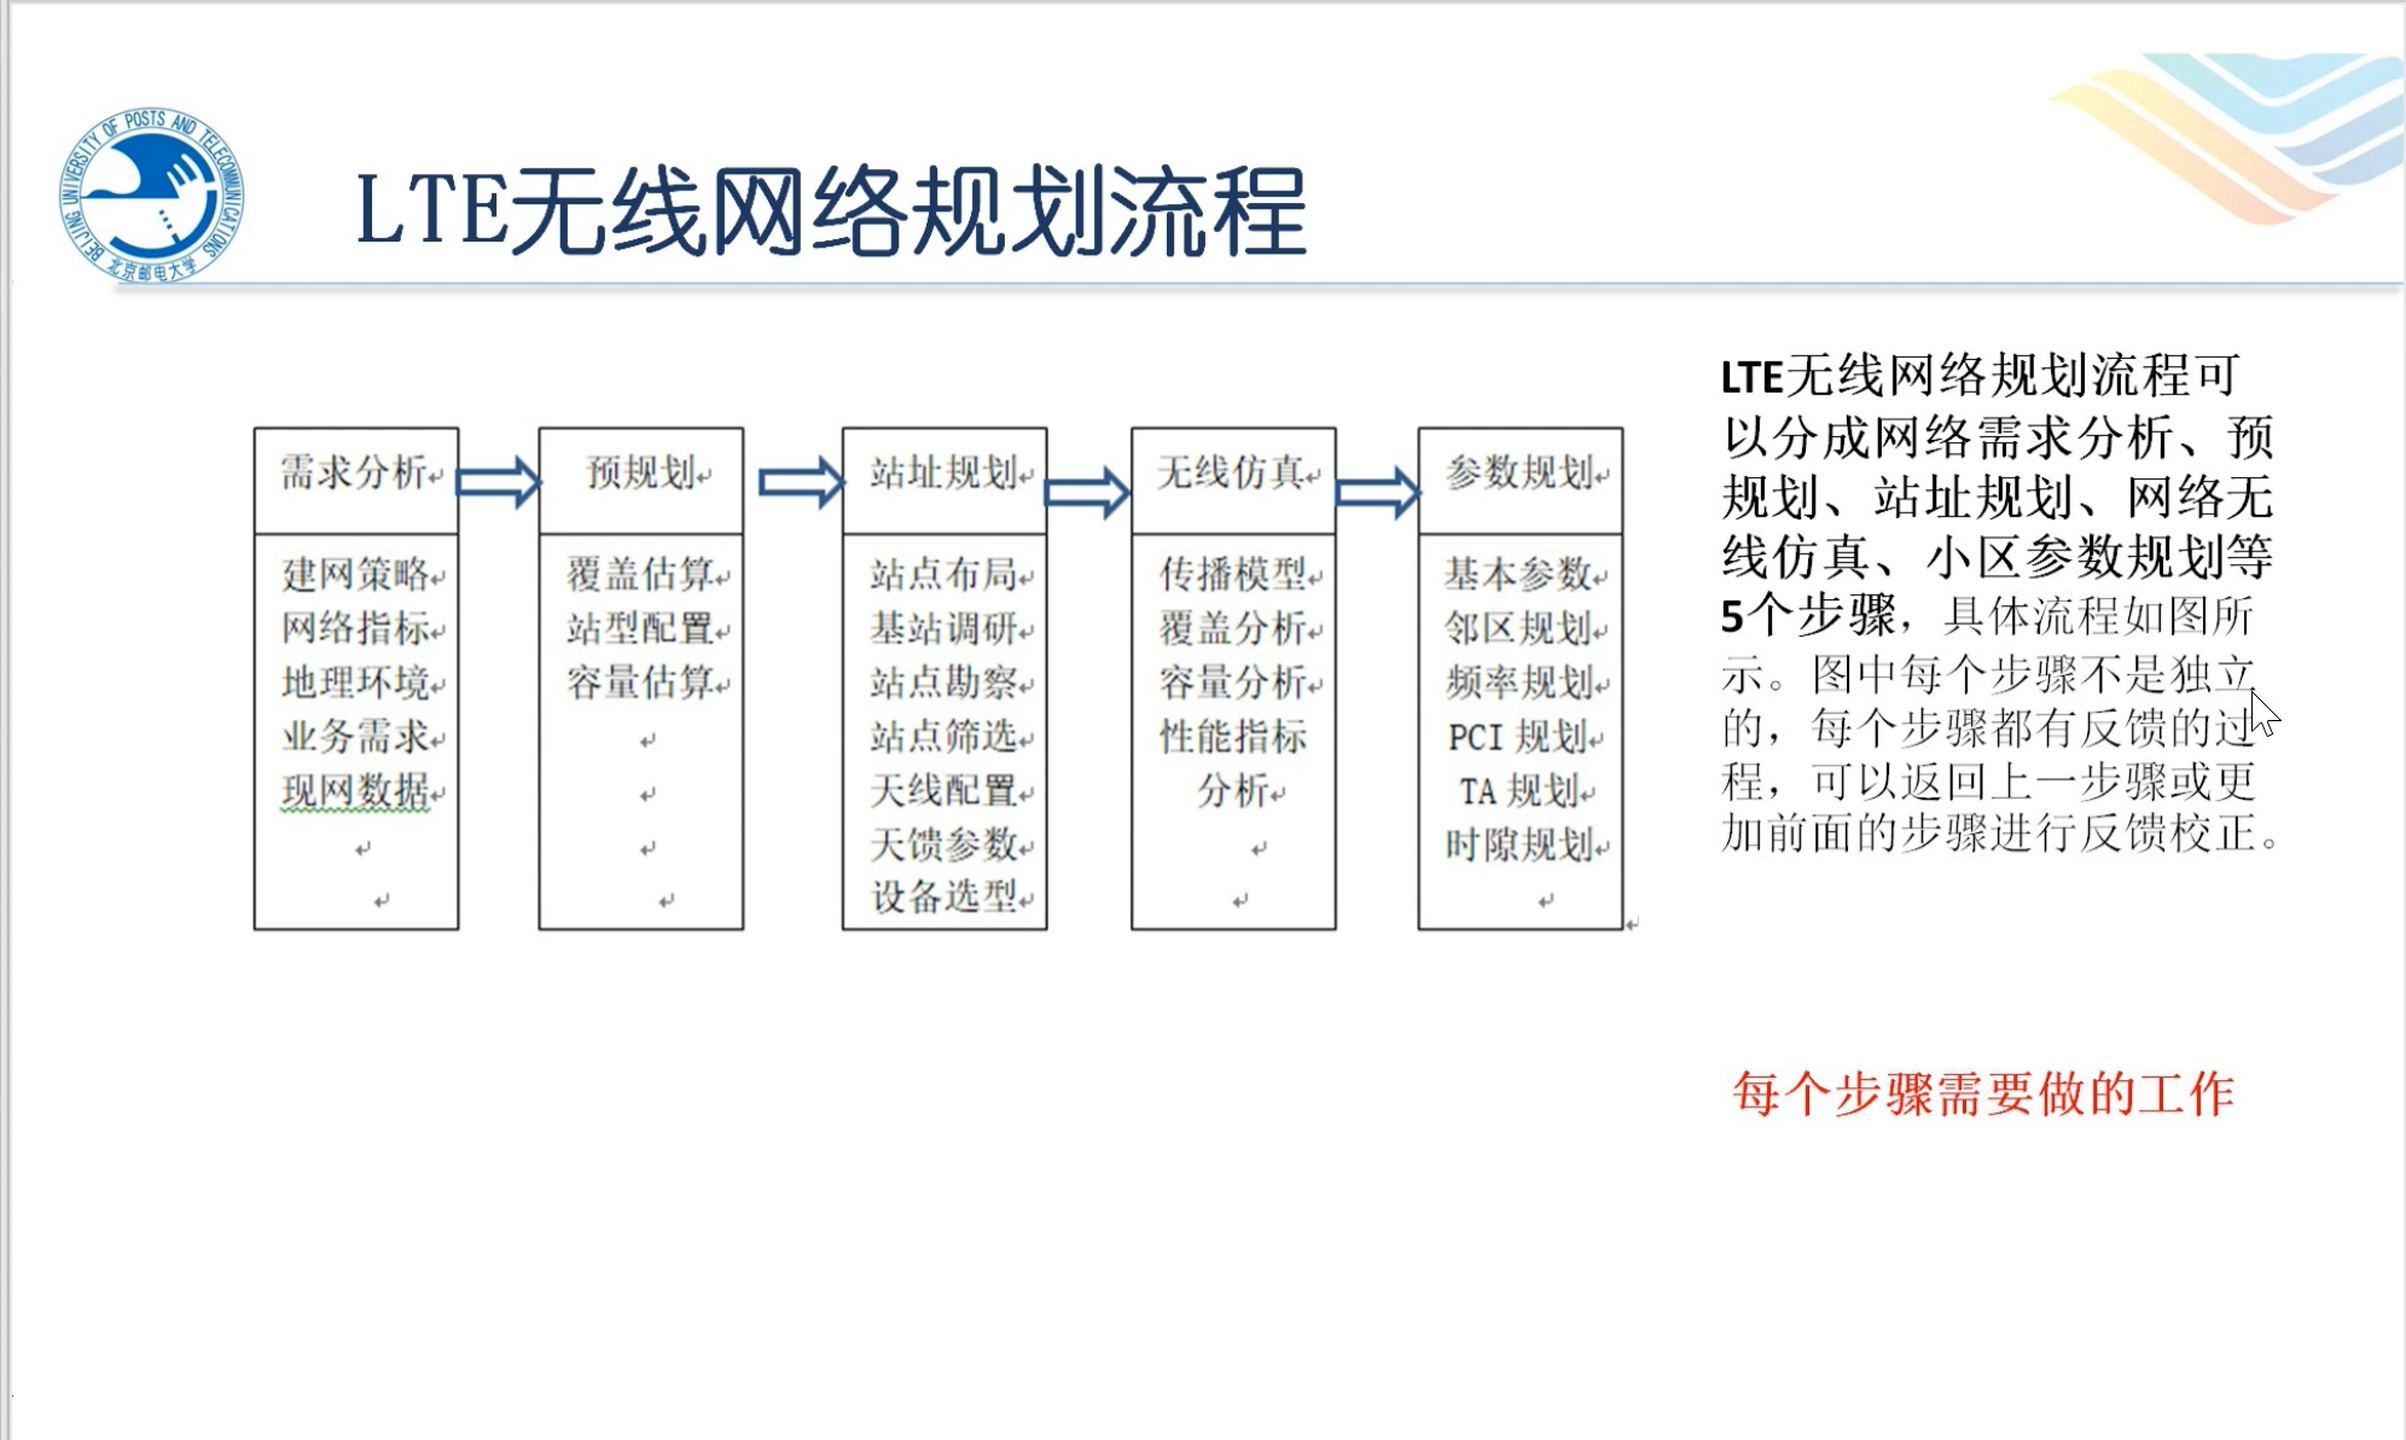 BEIJING UNIVERSITY OF POSTS AND TELECOMMUNICATIONS
北京邮电大学
LTE无线网络规划流程
需求分析
建网策略
网络指标
地理环境
业务需求
现网数据
预规划
覆盖估算
站型配置
容量估算
站址规划
站点布局
基站调研
站点勘察
站点筛选
天线配置
天馈参数
设备选型
无线仿真
传播模型
覆盖分析
容量分析
性能指标
分析
参数规划
基本参数
邻区规划
频率规划
PCI 规划
TA 规划
时隙规划
LTE无线网络规划流程可
以分成网络需求分析、预
规划、站址规划、网络无
线仿真、小区参数规划等
5个步骤，具体流程如图所
示。图中每个步骤不是独立
的，每个步骤都有反馈的过
程，可以返回上一步骤或更
加前面的步骤进行反馈校正。
每个步骤需要做的工作